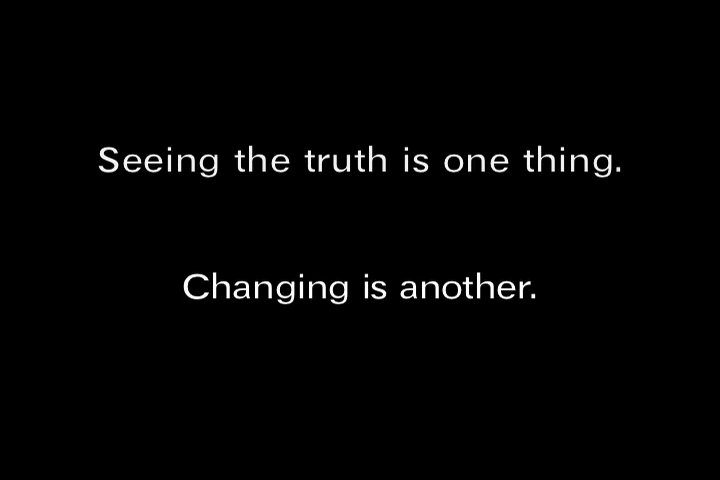 Seeing the truth is one thing.
Changing is another.